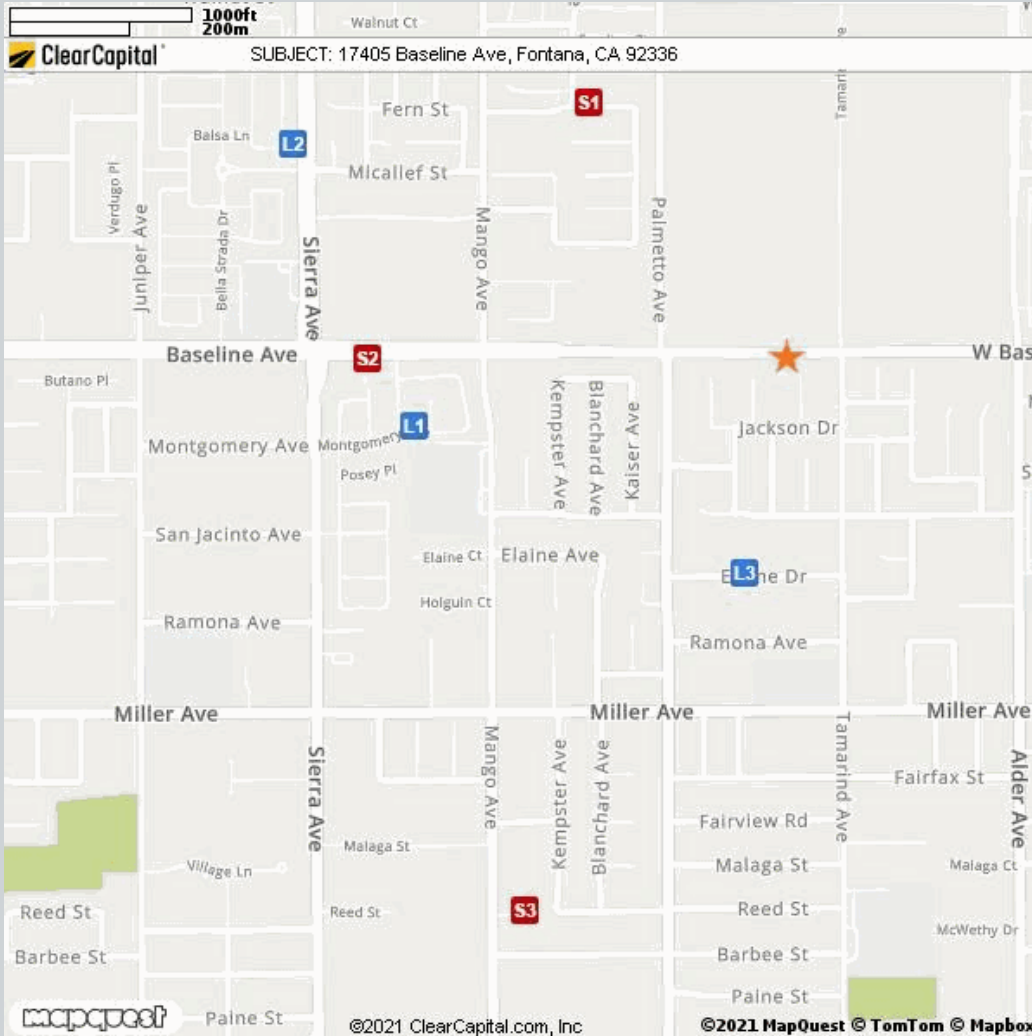 1000ft
200m
Walnut Ct
ClearCapital
SUBJECT: 17405 Baseline Ave, Fontana, CA 92336
S1
Fern St
Balsa Ln
L2
Micallef St
Verdugo Pl
Juniper Ave
Bella Strada Dr
Sierra Ave
Mango Ave
Palmetto Ave
Baseline Ave
S2
W Bas
Butano Pl
Kempster Ave
Blanchard Ave
Kaiser Ave
L1
Jackson Dr
Montgomery Ave
Montgomery
Posey Pl
San Jacinto Ave
Elaine Ct
Elaine Ave
L3
ne Dr
Holguin Ct
Ramona Ave
Ramona Ave
Miller Ave
Miller Ave
Miller Ave
Sierra Ave
Mango Ave
Kempster Ave
Blanchard Ave
Tamarind Ave
Alder Ave
Fairfax St
Fairview Rd
Malaga St
Village Ln
Malaga St
Malaga Ct
Reed St
Reed St
S3
Reed St
McWethy Dr
Barbee St
Barbee St
Paine St
mapquest
Paine St
©2021 ClearCapital.com, Inc
©2021 MapQuest © TomTom © Mapbox